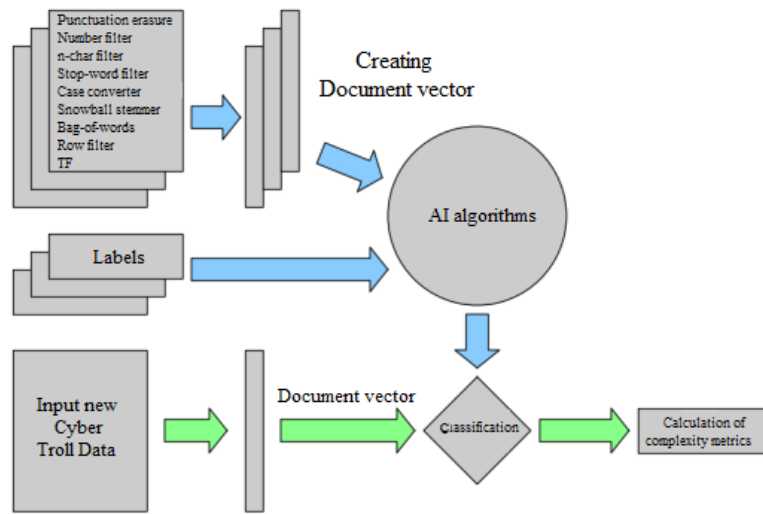 Punctuation erasure
Number filter
n-char filter
Stop-word filter
Case converter
Snowball stemmer
Bag-of-words
Row filter
TF
Creating
Document vector
AI algorithms
Labels
Input new
Cyber
Troll Data
Document vector
Classification
Calculation of
complexity metrics